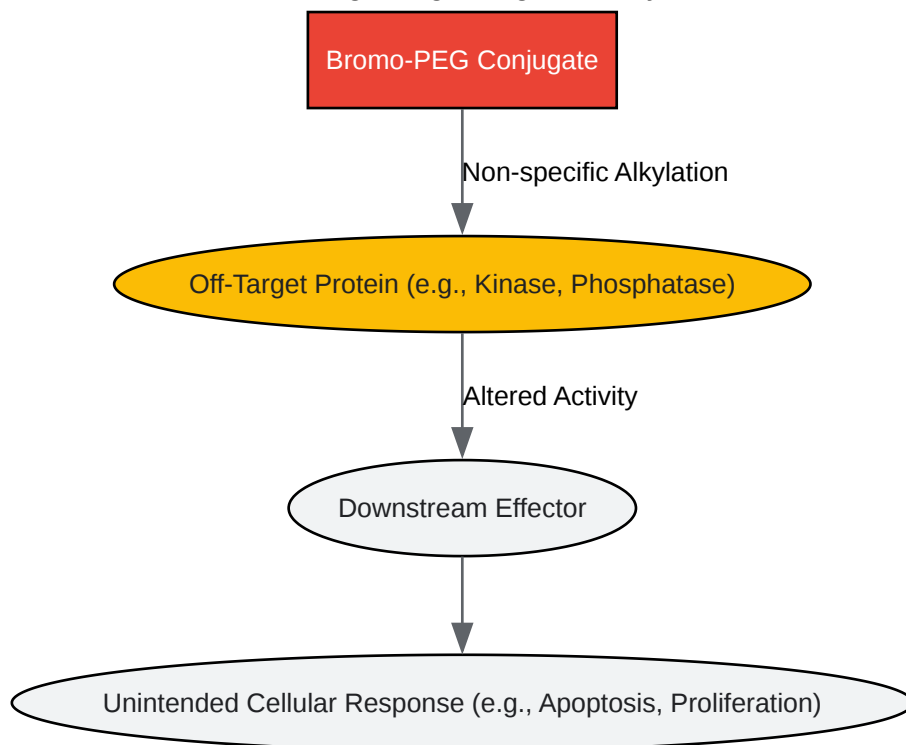 Bromo-PEG Conjugate
Non-specific Alkylation
Off-Target Protein (e.g., Kinase, Phosphatase)
Altered Activity
Downstream Effector
Unintended Cellular Response (e.g., Apoptosis, Proliferation)